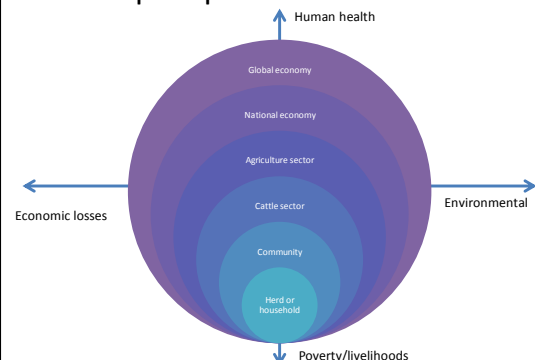 Human health
Global economy
National economy
Agriculture sector
Cattle sector
Environmental
Economic losses
Community
Herd or
household
Poverty/livelihoods